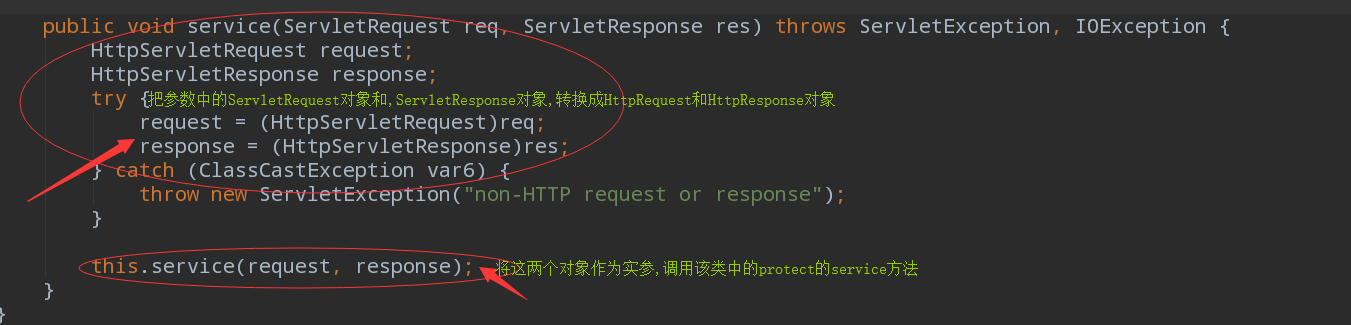 public void service(ServletRequest req, ServletResponse res) throws ServletException, IOException {
HttpServletRequest request;
HttpServletResponse response;
try {把参数中的ServletRequest对象和,ServletResponse对象,转换成HttpRequest和HttpResponse对象
request = (HttpServletRequest)req;
response = (HttpServletResponse)res;
} catch (ClassCastException var6) {
throw new ServletException("non-HTTP request or response");
}
this.service(request, response); 将这两个对象作为实参,调用该类中的protect的service方法
}
}